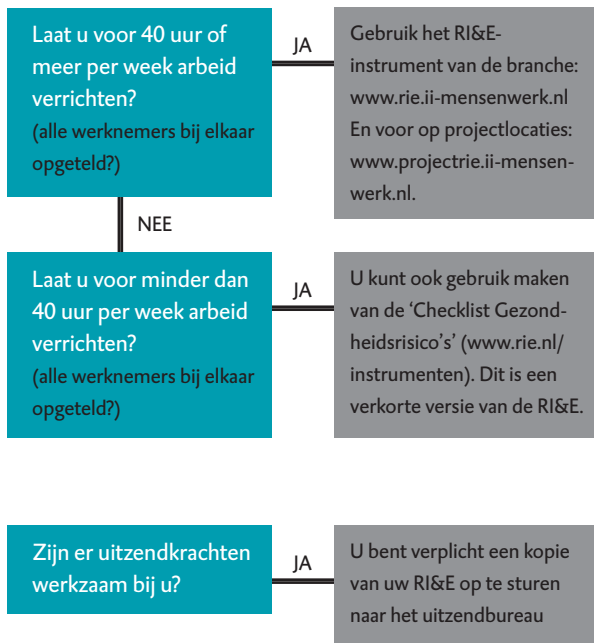 Laat u voor 40 uur of
meer per week arbeid
verrichten?
(alle werknemers bij elkaar
opgeteld?)
JA
Gebruik het RI&E-
instrument van de branche:
www.rie.ii-mensenwerk.nl
En voor op projectlocaties:
www.projectrie.ii-mensen-
werk.nl.
NEE
Laat u voor minder dan
40 uur per week arbeid
verrichten?
(alle werknemers bij elkaar
opgeteld?)
JA
U kunt ook gebruik maken
van de ‘Checklist Gezond-
heidsrisico’s’ (www.rie.nl/
instrumenten). Dit is een
verkorte versie van de RI&E.
Zijn er uitzendkrachten
werkzaam bij u?
JA
U bent verplicht een kopie
van uw RI&E op te sturen
naar het uitzendbureau